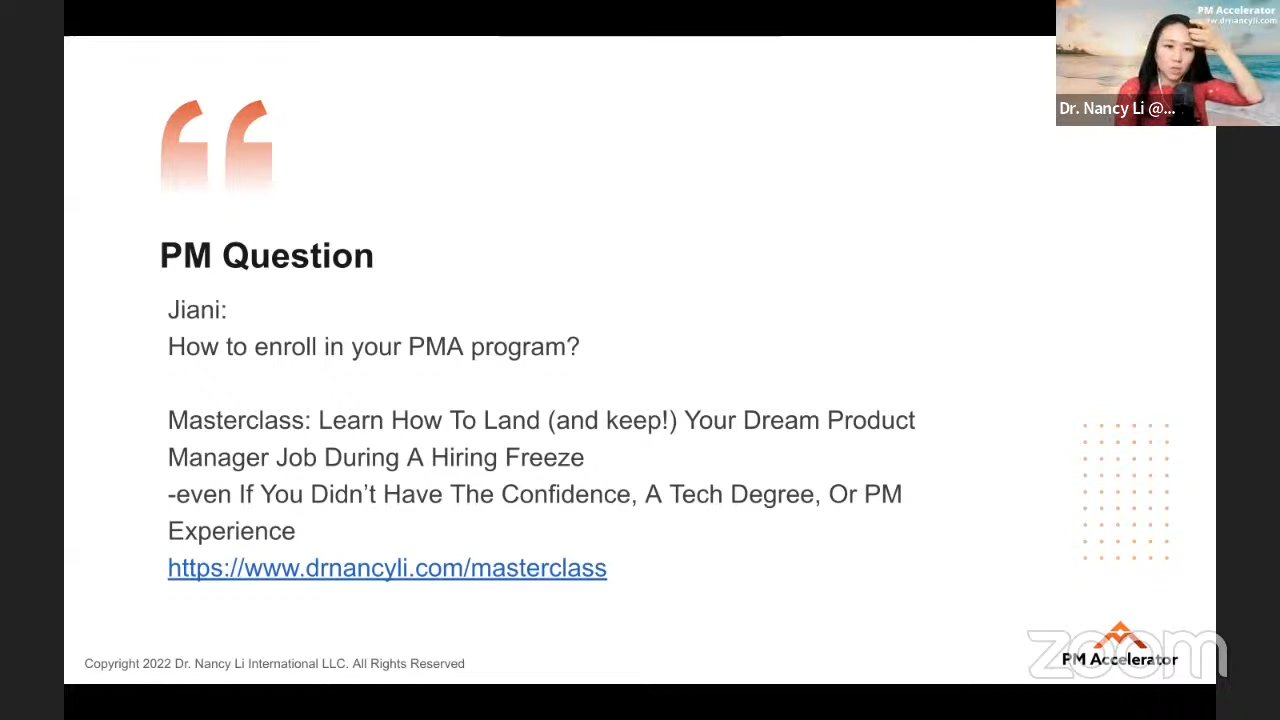 PM Accelerator
www.drnancyli.com
Dr. Nancy Li @...
PM Question
Jiani:
How to enroll in your PMA program?
Masterclass: Learn How To Land (and keep!) Your Dream Product
Manager Job During A Hiring Freeze
-even If You Didn’t Have The Confidence, A Tech Degree, Or PM
Experience
https://www.drnancyli.com/masterclass
Copyright 2022 Dr. Nancy Li International LLC. All Rights Reserved
PM Accelerator
zoom